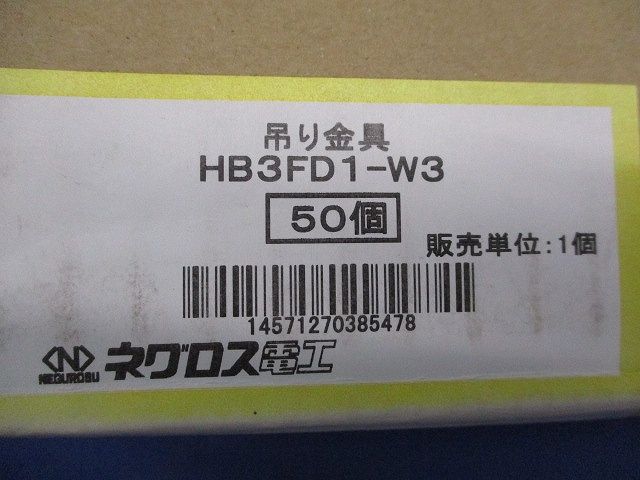 吊り金具
HB3FD1-W3
50個
販売単位:1個
14571270385478
N
NEGUROSU
ネグロス電工